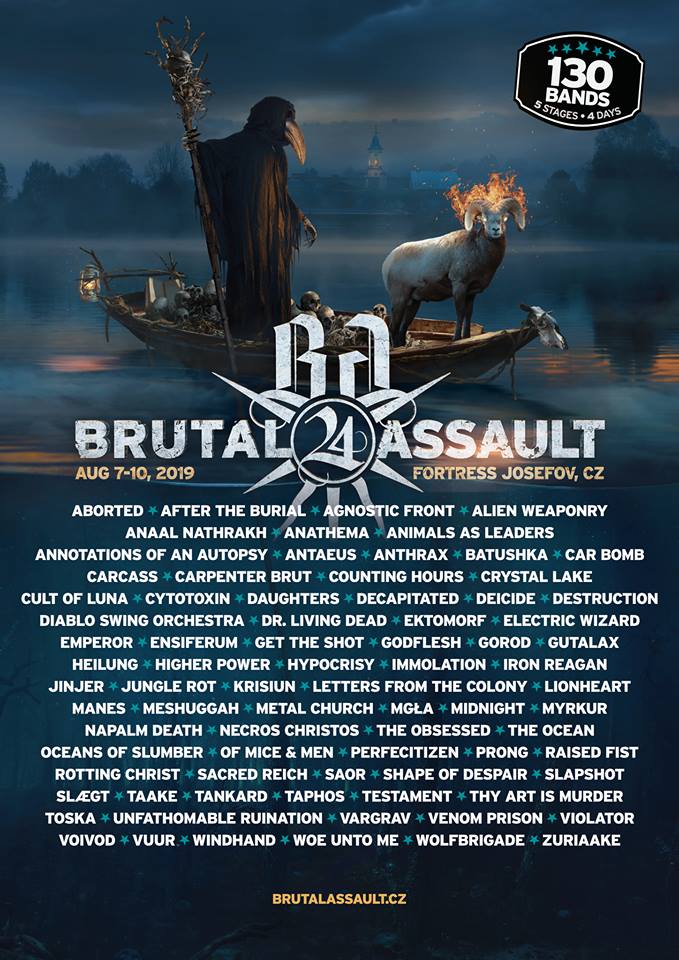 130
BANDS
5 STAGES • 4 DAYS
BA
BRUTAL 24 ASSAULT
AUG 7-10, 2019 FORTRESS JOSEFOV, CZ
ABORTED ★ AFTER THE BURIAL ★ AGNOSTIC FRONT ★ ALIEN WEAPONRY
ANAAL NATHRAKH ★ ANATHEMA ★ ANIMALS AS LEADERS
ANNOTATIONS OF AN AUTOPSY ★ ANTAEUS ★ ANTHRAX ★ BATUSHKA ★ CAR BOMB
CARCASS ★ CARPENTER BRUT ★ COUNTING HOURS ★ CRYSTAL LAKE
CULT OF LUNA ★ CYTOTOXIN ★ DAUGHTERS ★ DECAPITATED ★ DEICIDE ★ DESTRUCTION
DIABLO SWING ORCHESTRA ★ DR. LIVING DEAD ★ EKTOMORF ★ ELECTRIC WIZARD
EMPEROR ★ ENSIFERUM ★ GET THE SHOT ★ GODFLESH ★ GOROD ★ GUTALAX
HEILUNG ★ HIGHER POWER ★ HYPOCRISY ★ IMMOLATION ★ IRON REAGAN
JINJER ★ JUNGLE ROT ★ KRISIUN ★ LETTERS FROM THE COLONY ★ LIONHEART
MANES ★ MESHUGGAH ★ METAL CHURCH ★ MGŁA ★ MIDNIGHT ★ MYRKUR
NAPALM DEATH ★ NECROS CHRISTOS ★ THE OBSESSED ★ THE OCEAN
OCEANS OF SLUMBER ★ OF MICE & MEN ★ PERFECITIZEN ★ PRONG ★ RAISED FIST
ROTTING CHRIST ★ SACRED REICH ★ SAOR ★ SHAPE OF DESPAIR ★ SLAPSHOT
SLÆGT ★ TAAKE ★ TANKARD ★ TAPHOS ★ TESTAMENT ★ THY ART IS MURDER
TOSKA ★ UNFATHOMABLE RUINATION ★ VARGRAV ★ VENOM PRISON ★ VIOLATOR
VOIVOD ★ VUUR ★ WINDHAND ★ WOE UNTO ME ★ WOLFBRIGADE ★ ZURIAAKE
BRUTALASSAULT.CZ